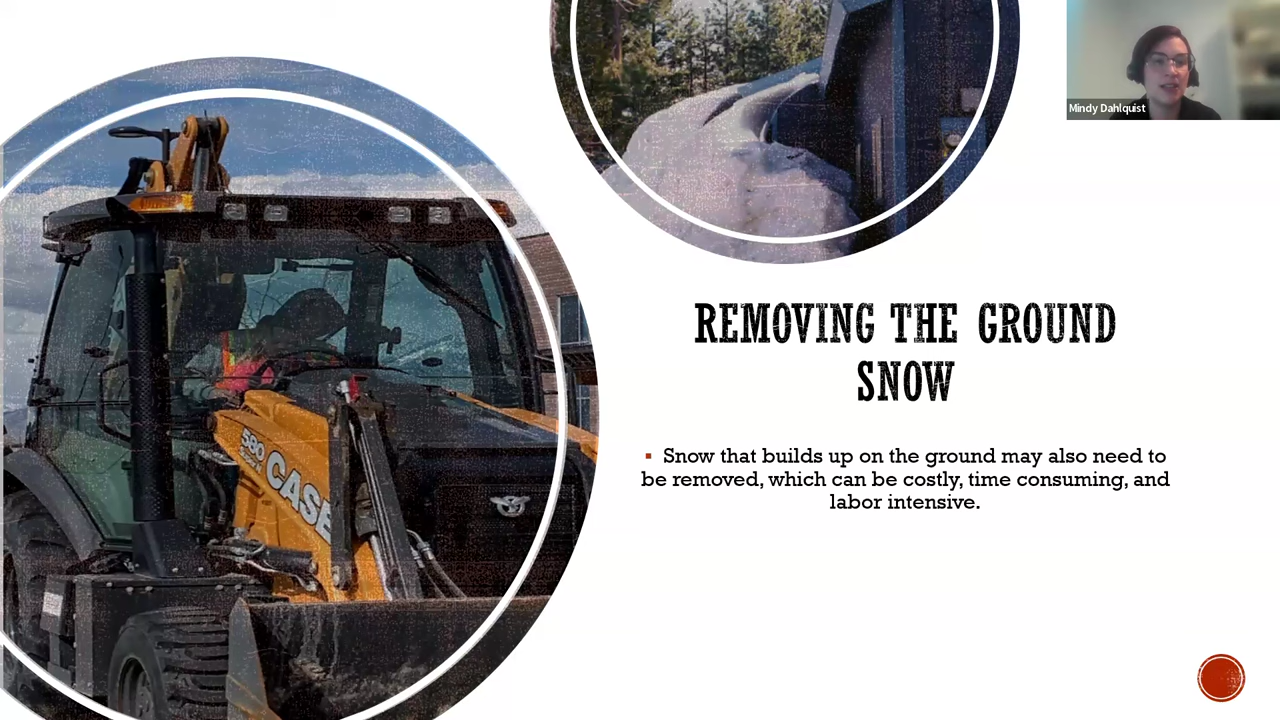 Mindy Dahlquist
REMOVING THE GROUND
SNOW
▪ Snow that builds up on the ground may also need to
be removed, which can be costly, time consuming, and
labor intensive.
580
CASE